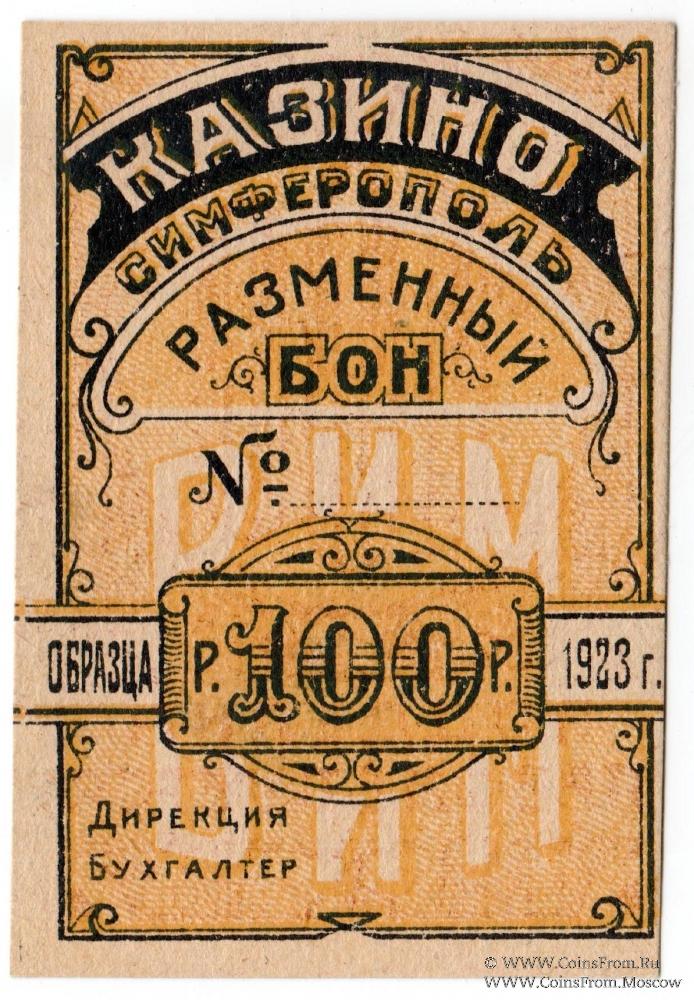 КАЗИНО
СИМФЕРОПОЛЬ
РАЗМЕННЫЙ
БОН
№
ОБРАЗЦА Р. 100 Р. 1923 г.
ДИРЕКЦИЯ
БУХГАЛТЕР
© WWW.CoinsFrom.Ru
WWW.CoinsFrom.Moscow